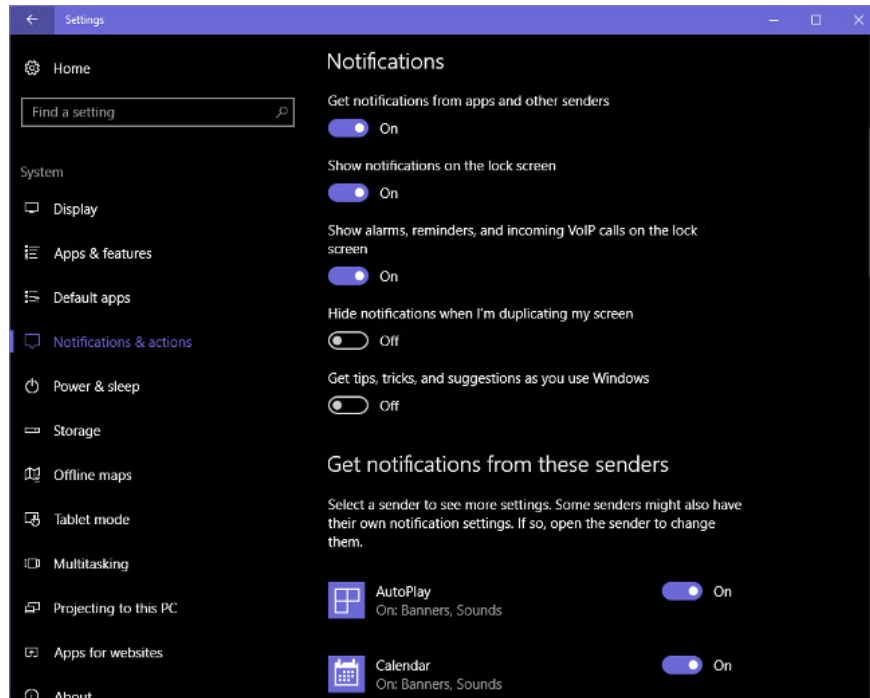 Settings
Home
Find a setting
System
Display
Apps & features
Default apps
Notifications & actions
Power & sleep
Storage
Offline maps
Tablet mode
Multitasking
Projecting to this PC
Apps for websites
About
Notifications
Get notifications from apps and other senders
On
Show notifications on the lock screen
On
Show alarms, reminders, and incoming VoIP calls on the lock
screen
On
Hide notifications when I'm duplicating my screen
Off
Get tips, tricks, and suggestions as you use Windows
Off
Get notifications from these senders
Select a sender to see more settings. Some senders might also have
their own notification settings. If so, open the sender to change
them.
AutoPlay
On
On: Banners, Sounds
Calendar
On
On: Banners, Sounds